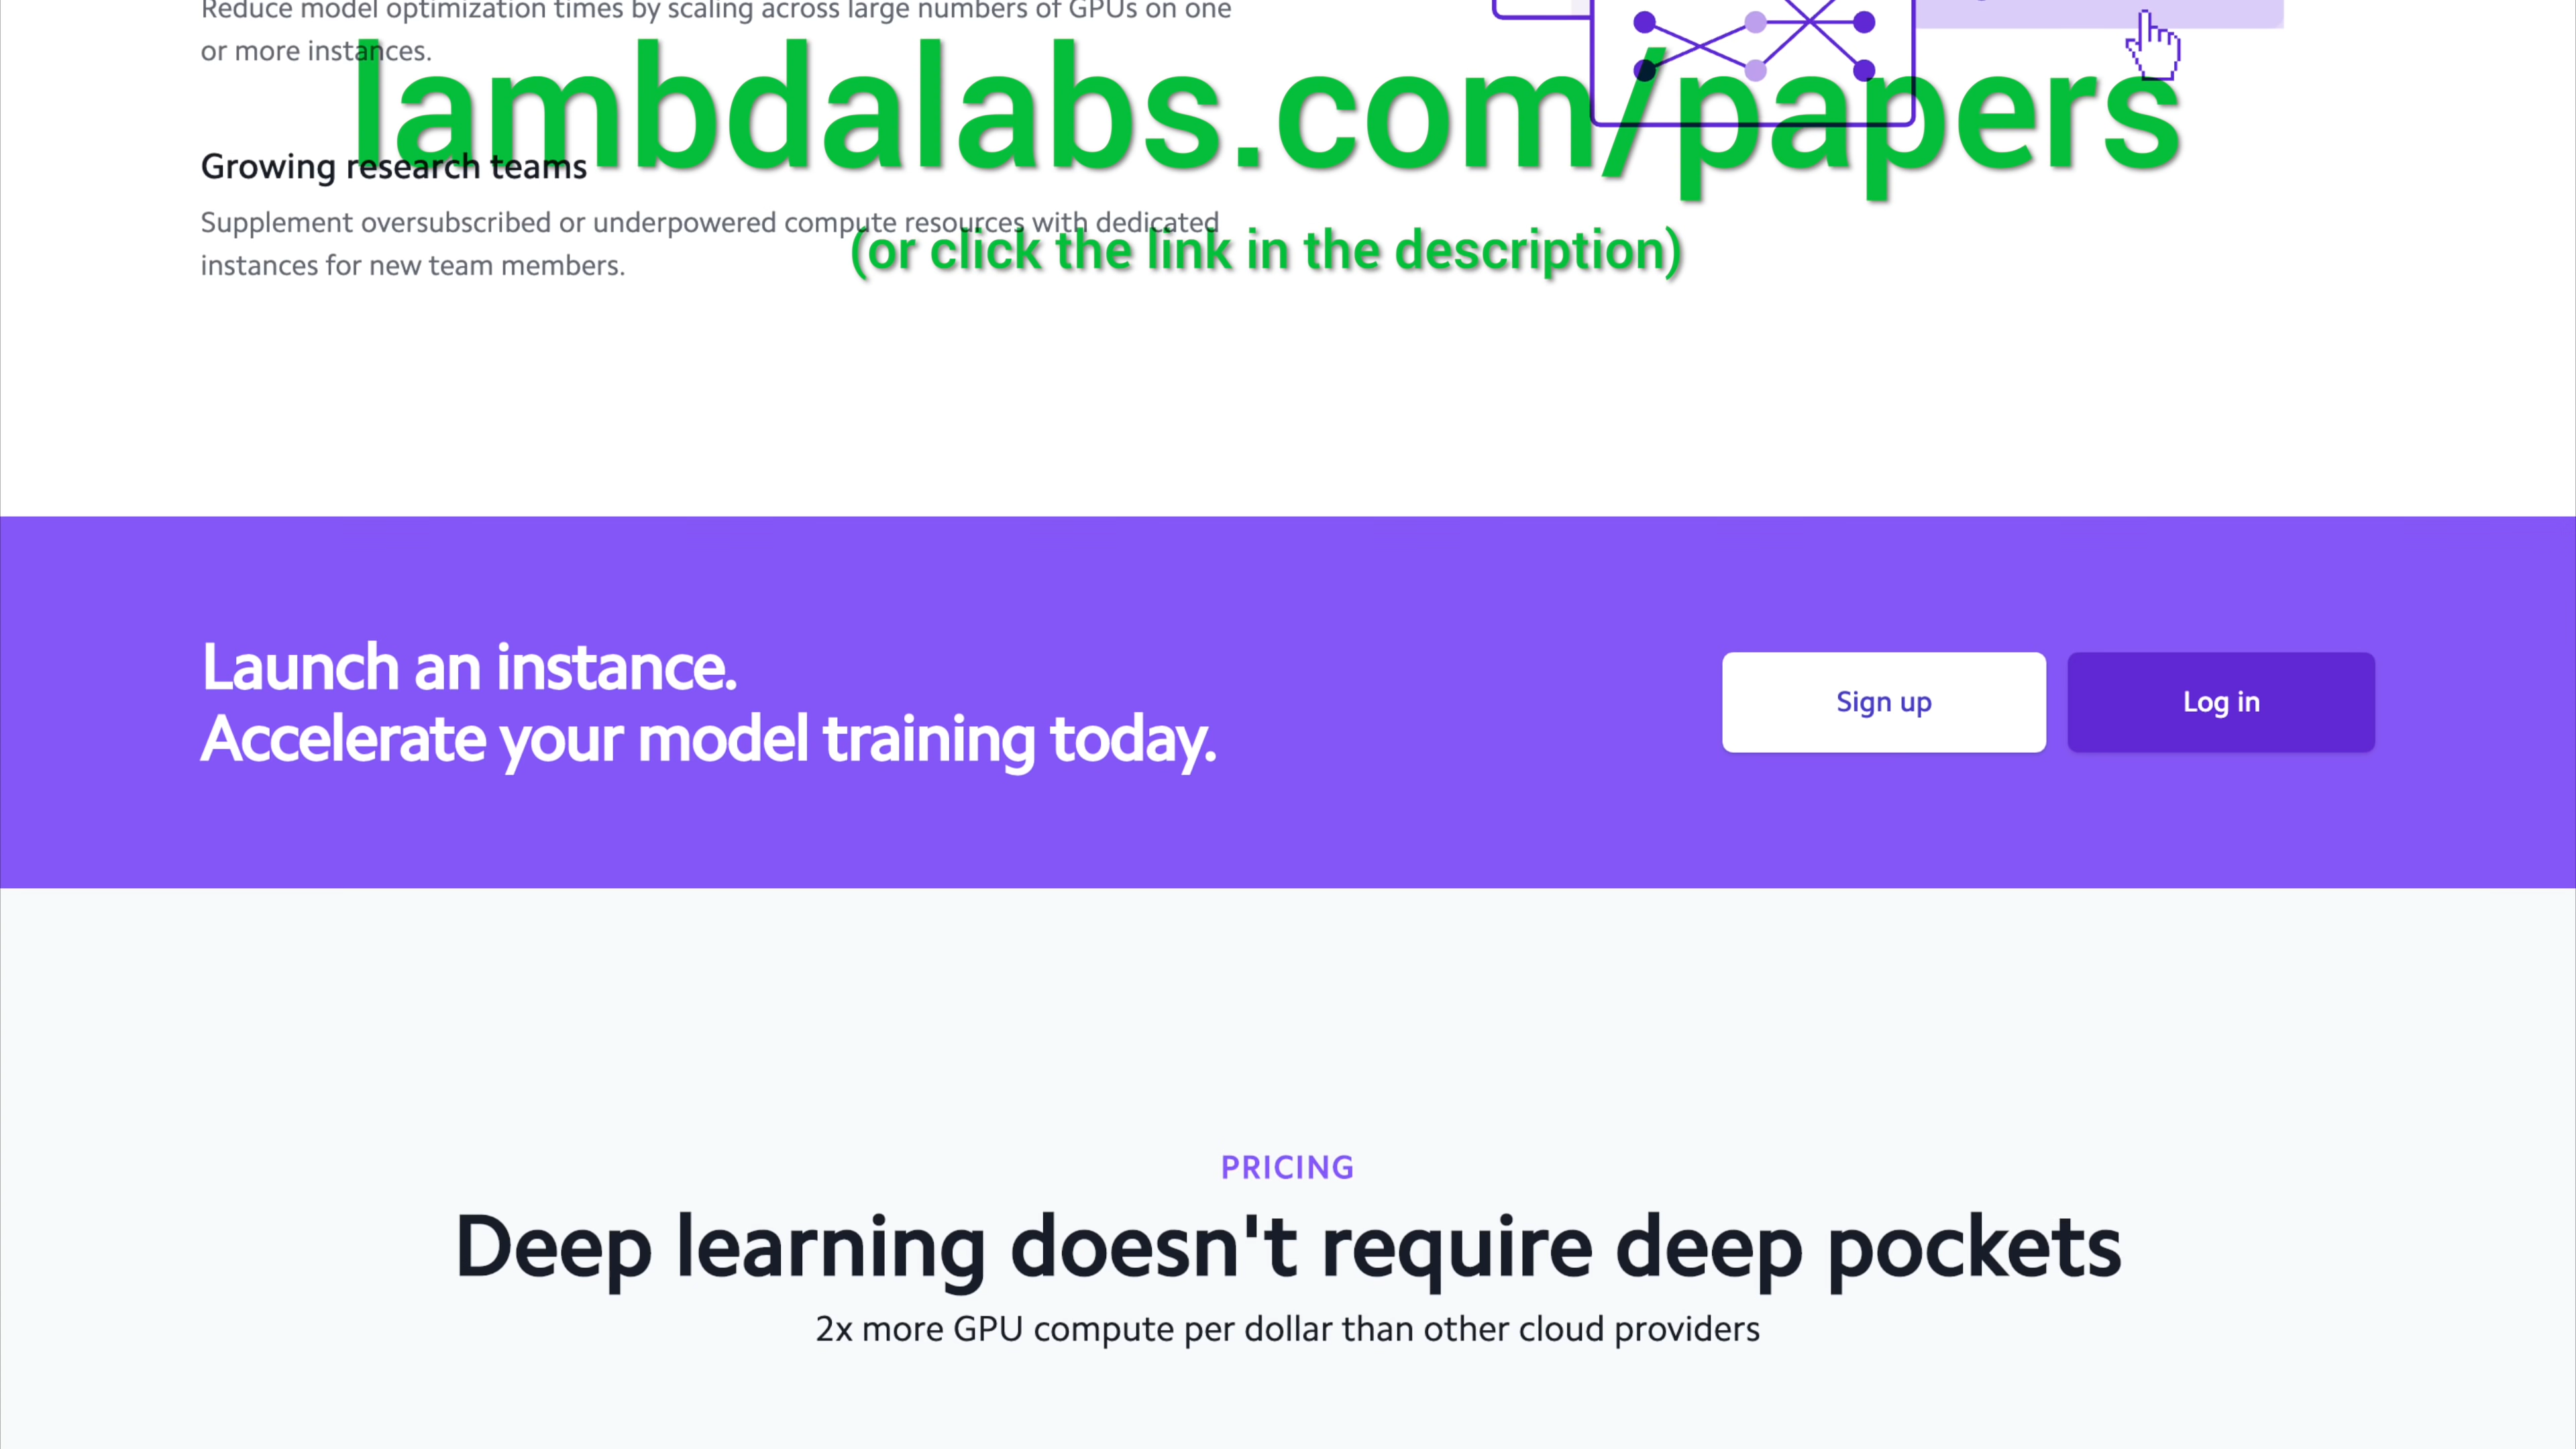 Reduce model optimization times by scaling across large numbers of GPUs on one
or more instances.
lambdalabs.com/papers
Growing research teams
Supplement oversubscribed or underpowered compute resources with dedicated
(or click the link in the description)
instances for new team members.
Launch an instance.
Accelerate your model training today.
Sign up
Log in
PRICING
Deep learning doesn't require deep pockets
2x more GPU compute per dollar than other cloud providers